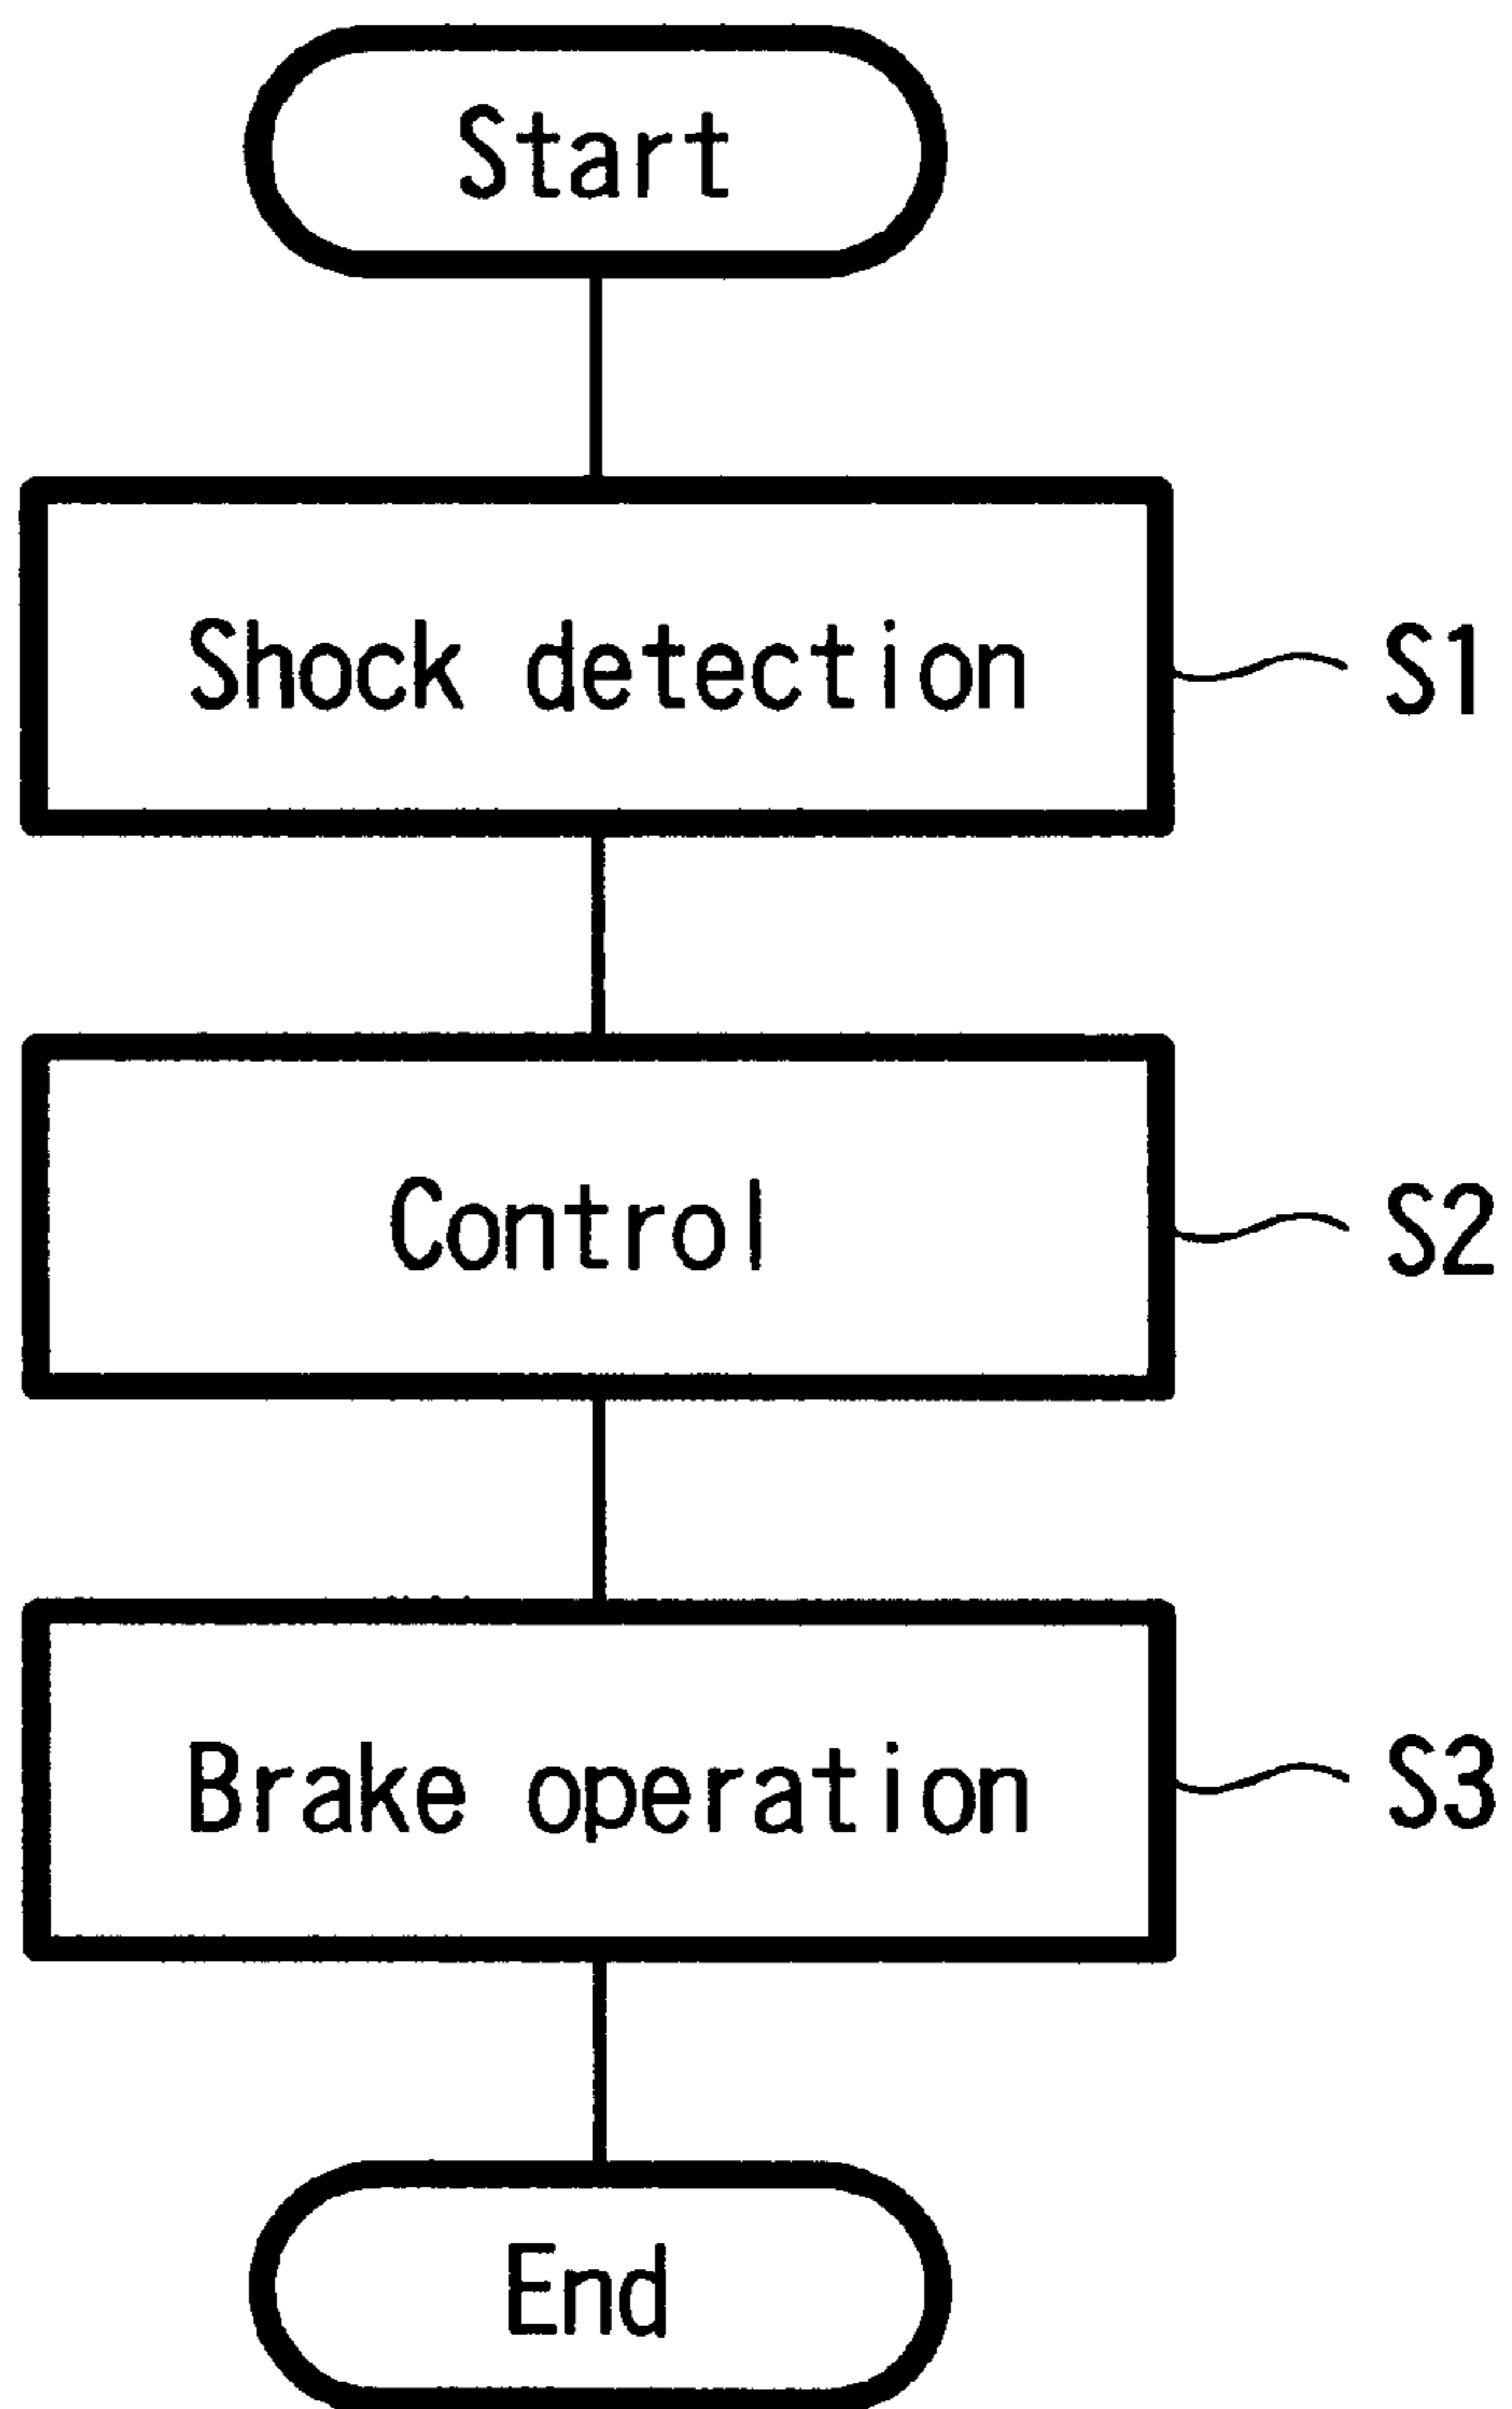 Start
Shock detection
S1
Control
S2
Brake operation
S3
End